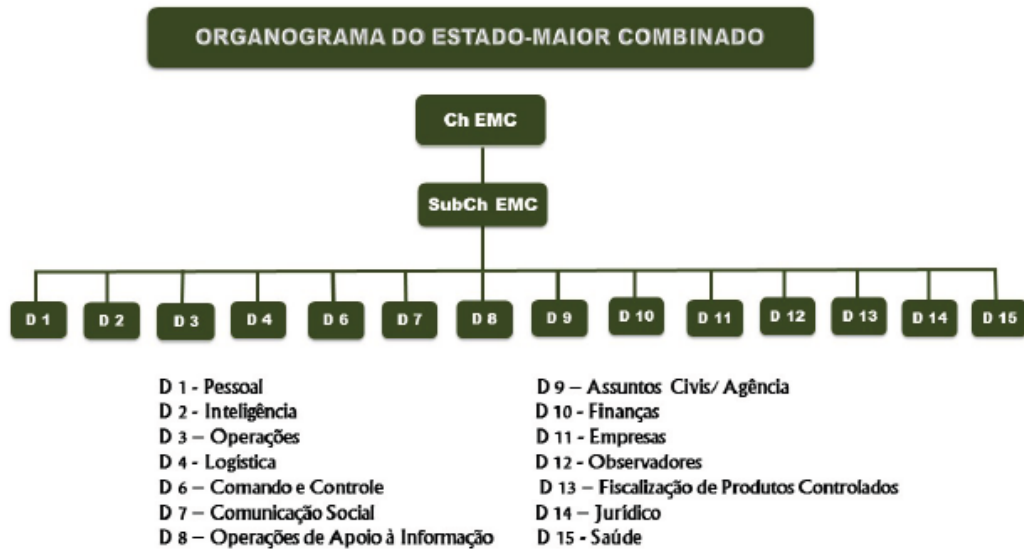 ORGANOGRAMA DO ESTADO-MAIOR COMBINADO
Ch EMC
SubCh EMC
D 1 D 2 D 3 D 4 D 6 D 7 D 8 D 9 D 10 D 11 D 12 D 13 D 14 D 15
D 1 - Pessoal
D 2 - Inteligência
D 3 – Operações
D 4 - Logística
D 6 – Comando e Controle
D 7 – Comunicação Social
D 8 – Operações de Apoio à Informação
D 9 – Assuntos Civis/ Agência
D 10 - Finanças
D 11 - Empresas
D 12 - Observadores
D 13 – Fiscalização de Produtos Controlados
D 14 – Jurídico
D 15 - Saúde